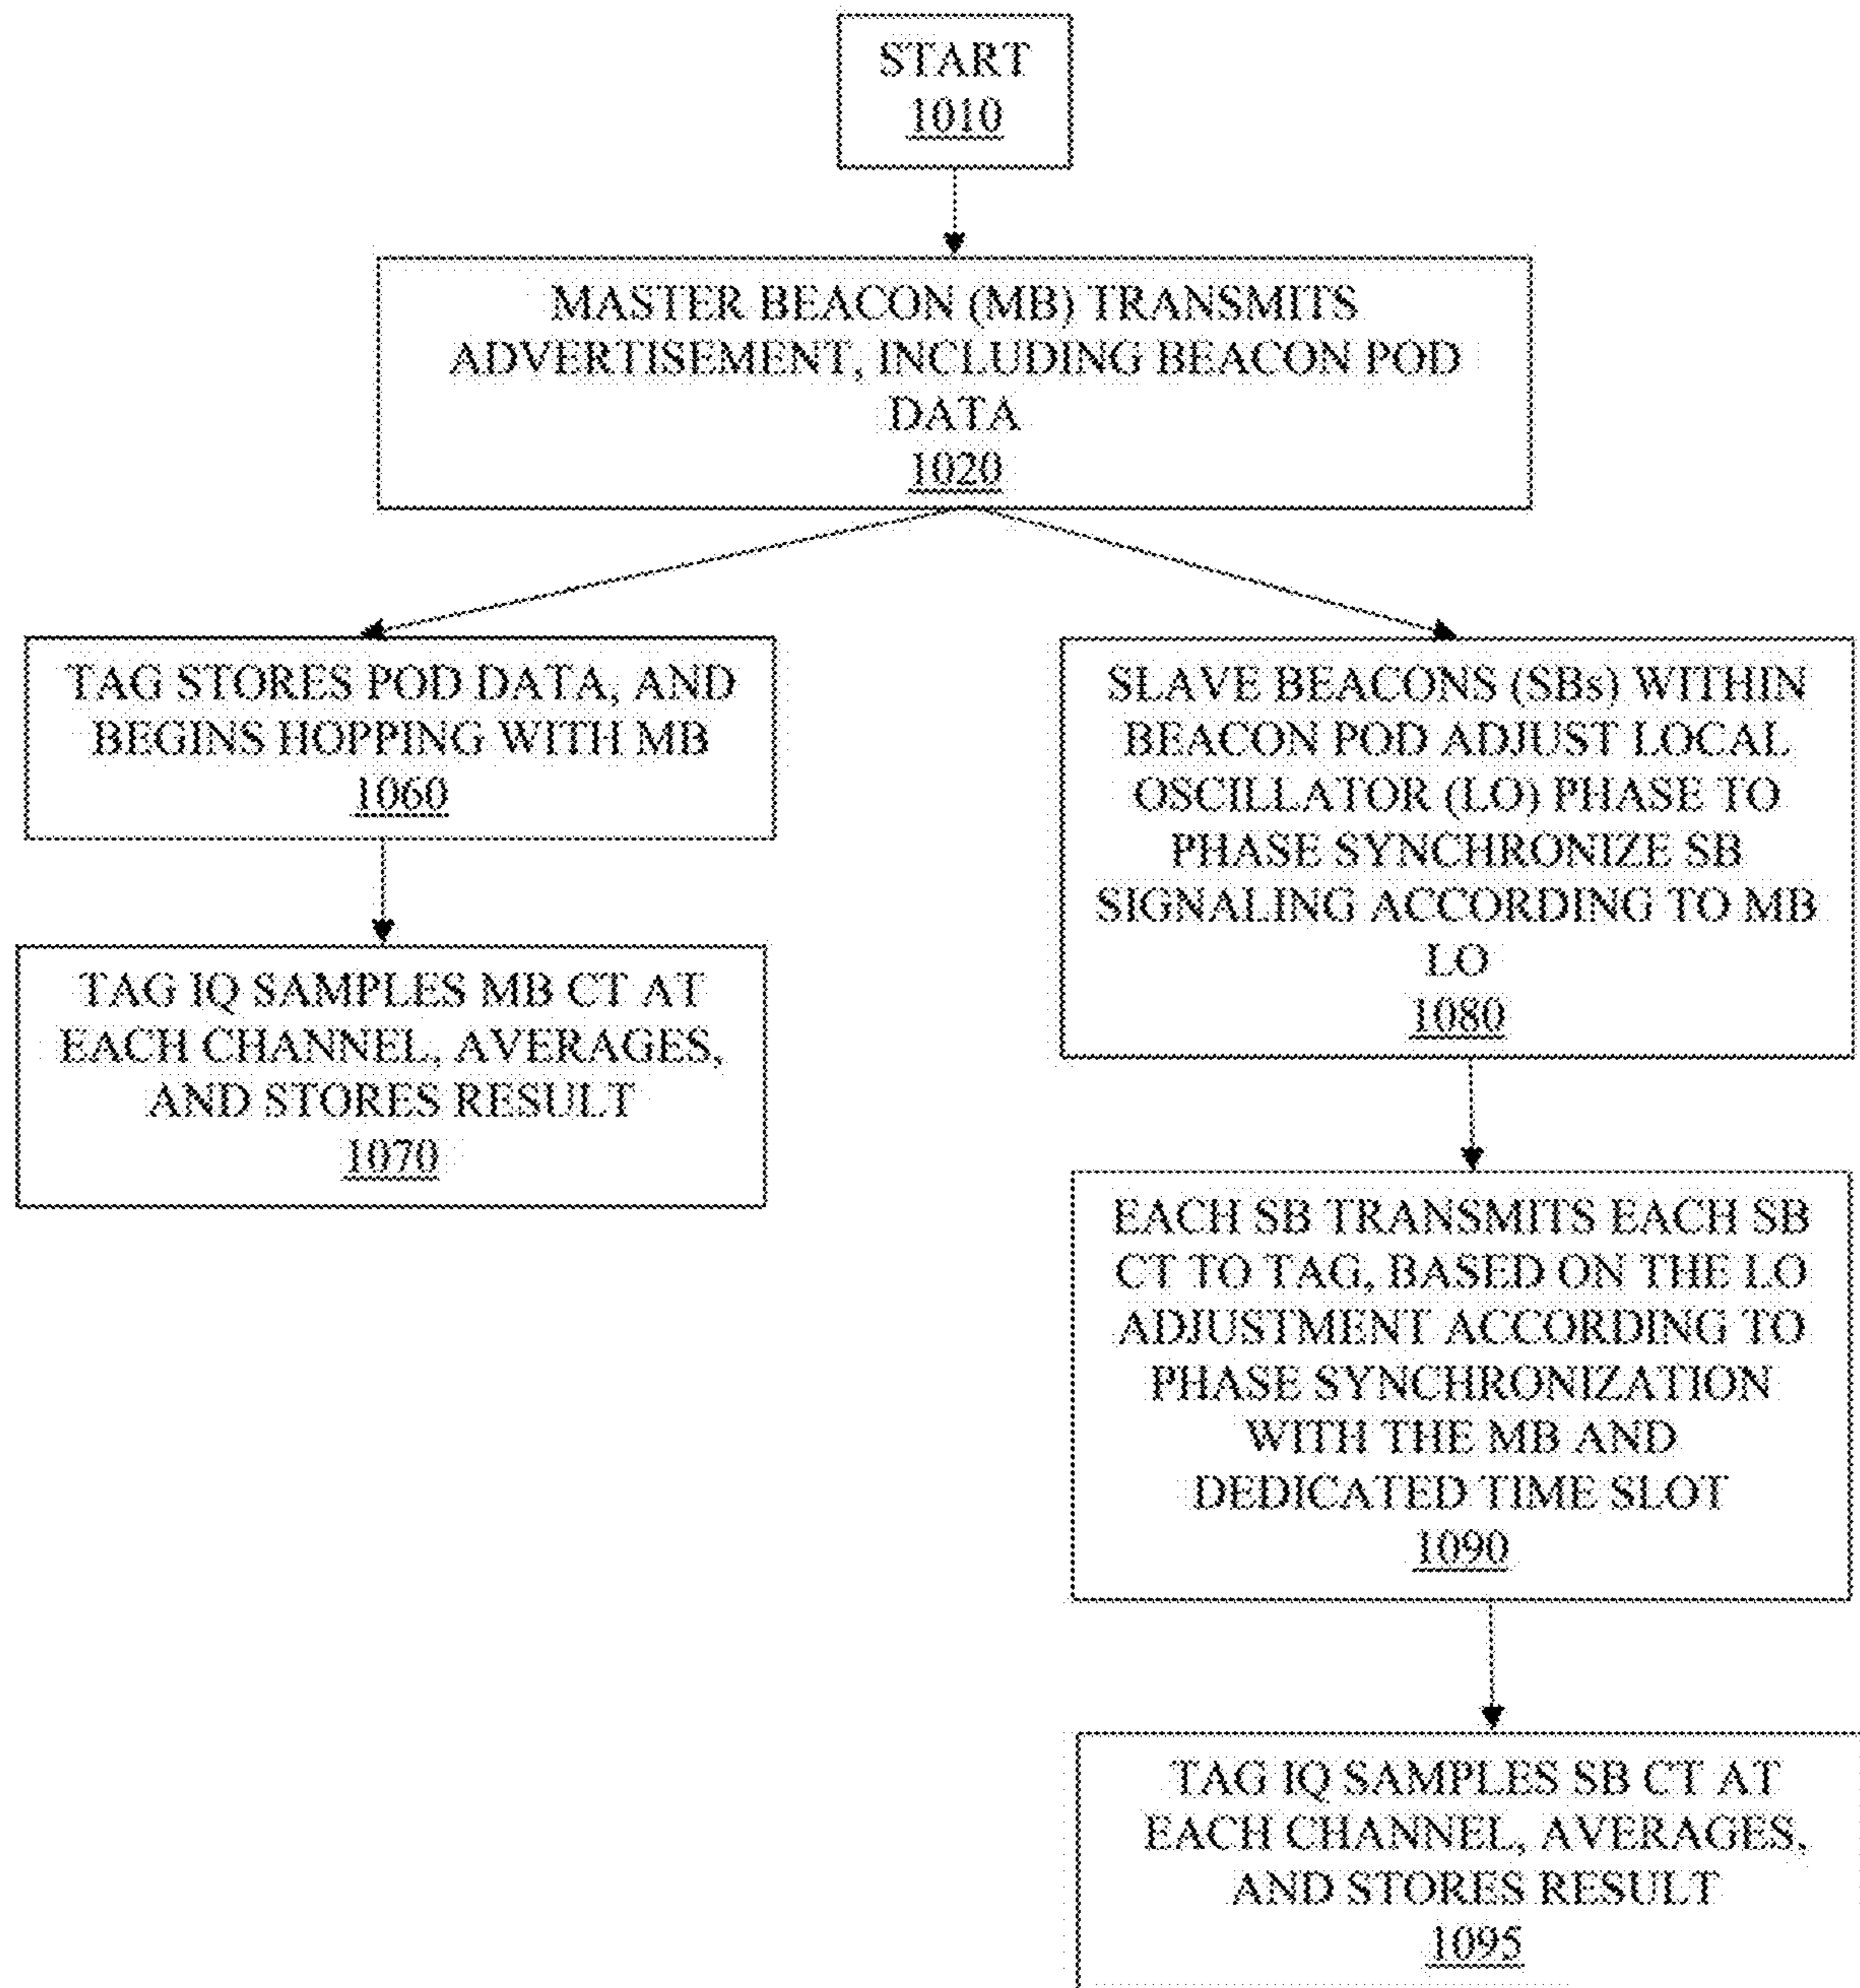 START
1010
MASTER BEACON (MB) TRANSMITS
ADVERTISEMENT, INCLUDING BEACON POD
DATA
1020
TAG STORES POD DATA, AND
BEGINS HOPPING WITH MB
1060
TAG IQ SAMPLES MB CT AT
EACH CHANNEL, AVERAGES,
AND STORES RESULT
1070
SLAVE BEACONS (SBs) WITHIN
BEACON POD ADJUST LOCAL
OSCILLATOR (LO) PHASE TO
PHASE SYNCHRONIZE SB
SIGNALING ACCORDING TO MB
LO
1080
EACH SB TRANSMITS EACH SB
CT TO TAG, BASED ON THE LO
ADJUSTMENT ACCORDING TO
PHASE SYNCHRONIZATION
WITH THE MB AND
DEDICATED TIME SLOT
1090
TAG IQ SAMPLES SB CT AT
EACH CHANNEL, AVERAGES,
AND STORES RESULT
1095